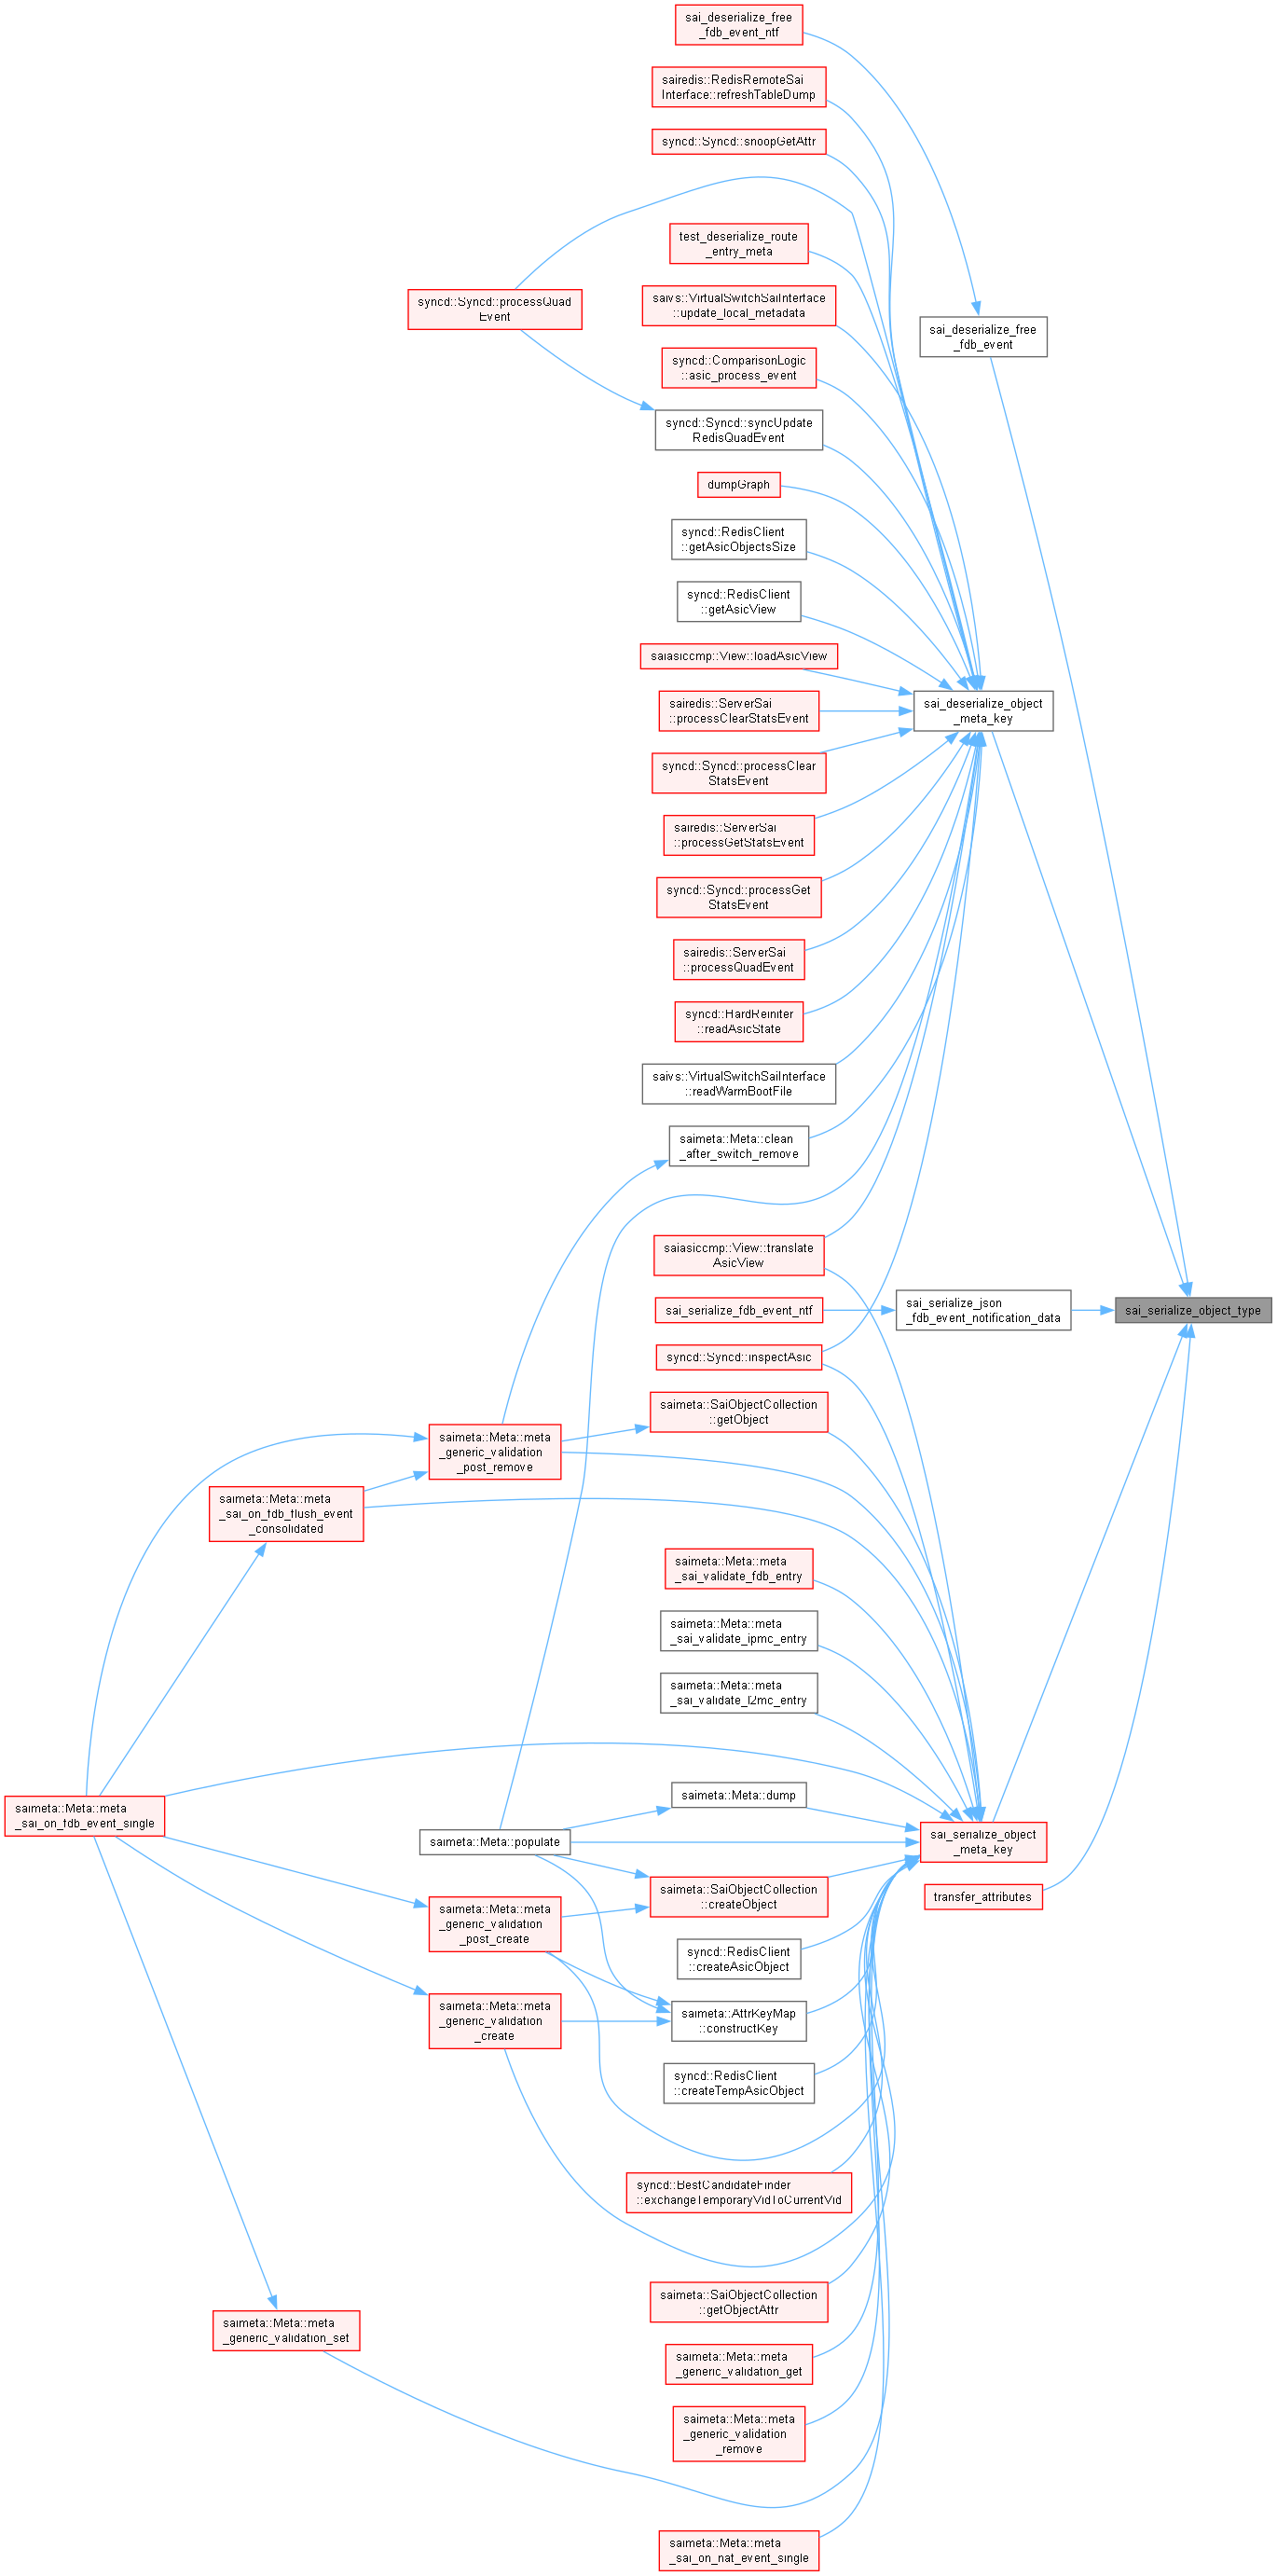 sai_deserialize_free
_fdb_event_ntf
sairedis::RedisRemoteSai
Interface::refreshTableDump
syncd::Syncd::snoopGetAttr
test_deserialize_route
_entry_meta
syncd::Syncd::processQuad
Event
saivs::VirtualSwitchSaiInterface
::update_local_metadata
sai_deserialize_free
_fdb_event
syncd::ComparisonLogic
::asic_process_event
syncd::Syncd::syncUpdate
RedisQuadEvent
dumpGraph
syncd::RedisClient
::getAsicObjectsSize
syncd::RedisClient
::getAsicView
saiasiccmp::View::loadAsicView
sairedis::ServerSai
::processClearStatsEvent
sai_deserialize_object
_meta_key
syncd::Syncd::processClear
StatsEvent
sairedis::ServerSai
::processGetStatsEvent
syncd::Syncd::processGet
StatsEvent
sairedis::ServerSai
::processQuadEvent
syncd::HardReiniter
::readAsicState
saivs::VirtualSwitchSaiInterface
::readWarmBootFile
saimeta::Meta::clean
_after_switch_remove
saiasiccmp::View::translate
AsicView
sai_serialize_fdb_event_ntf
sai_serialize_json
_fdb_event_notification_data
sai_serialize_object_type
syncd::Syncd::inspectAsic
saimeta::SaiObjectCollection
::getObject
saimeta::Meta::meta
_generic_validation
_post_remove
saimeta::Meta::meta
_sai_on_fdb_flush_event
_consolidated
saimeta::Meta::meta
_sai_validate_fdb_entry
saimeta::Meta::meta
_sai_validate_ipmc_entry
saimeta::Meta::meta
_sai_validate_l2mc_entry
saimeta::Meta::dump
saimeta::Meta::meta
_sai_on_fdb_event_single
saimeta::Meta::populate
sai_serialize_object
_meta_key
saimeta::SaiObjectCollection
::createObject
transfer_attributes
saimeta::Meta::meta
_generic_validation
_post_create
syncd::RedisClient
::createAsicObject
saimeta::Meta::meta
_generic_validation
_create
saimeta::AttrKeyMap
::constructKey
syncd::RedisClient
::createTempAsicObject
syncd::BestCandidateFinder
::exchangeTemporaryVidToCurrentVid
saimeta::SaiObjectCollection
::getObjectAttr
saimeta::Meta::meta
_generic_validation_set
saimeta::Meta::meta
_generic_validation_get
saimeta::Meta::meta
_generic_validation
_remove
saimeta::Meta::meta
_sai_on_nat_event_single